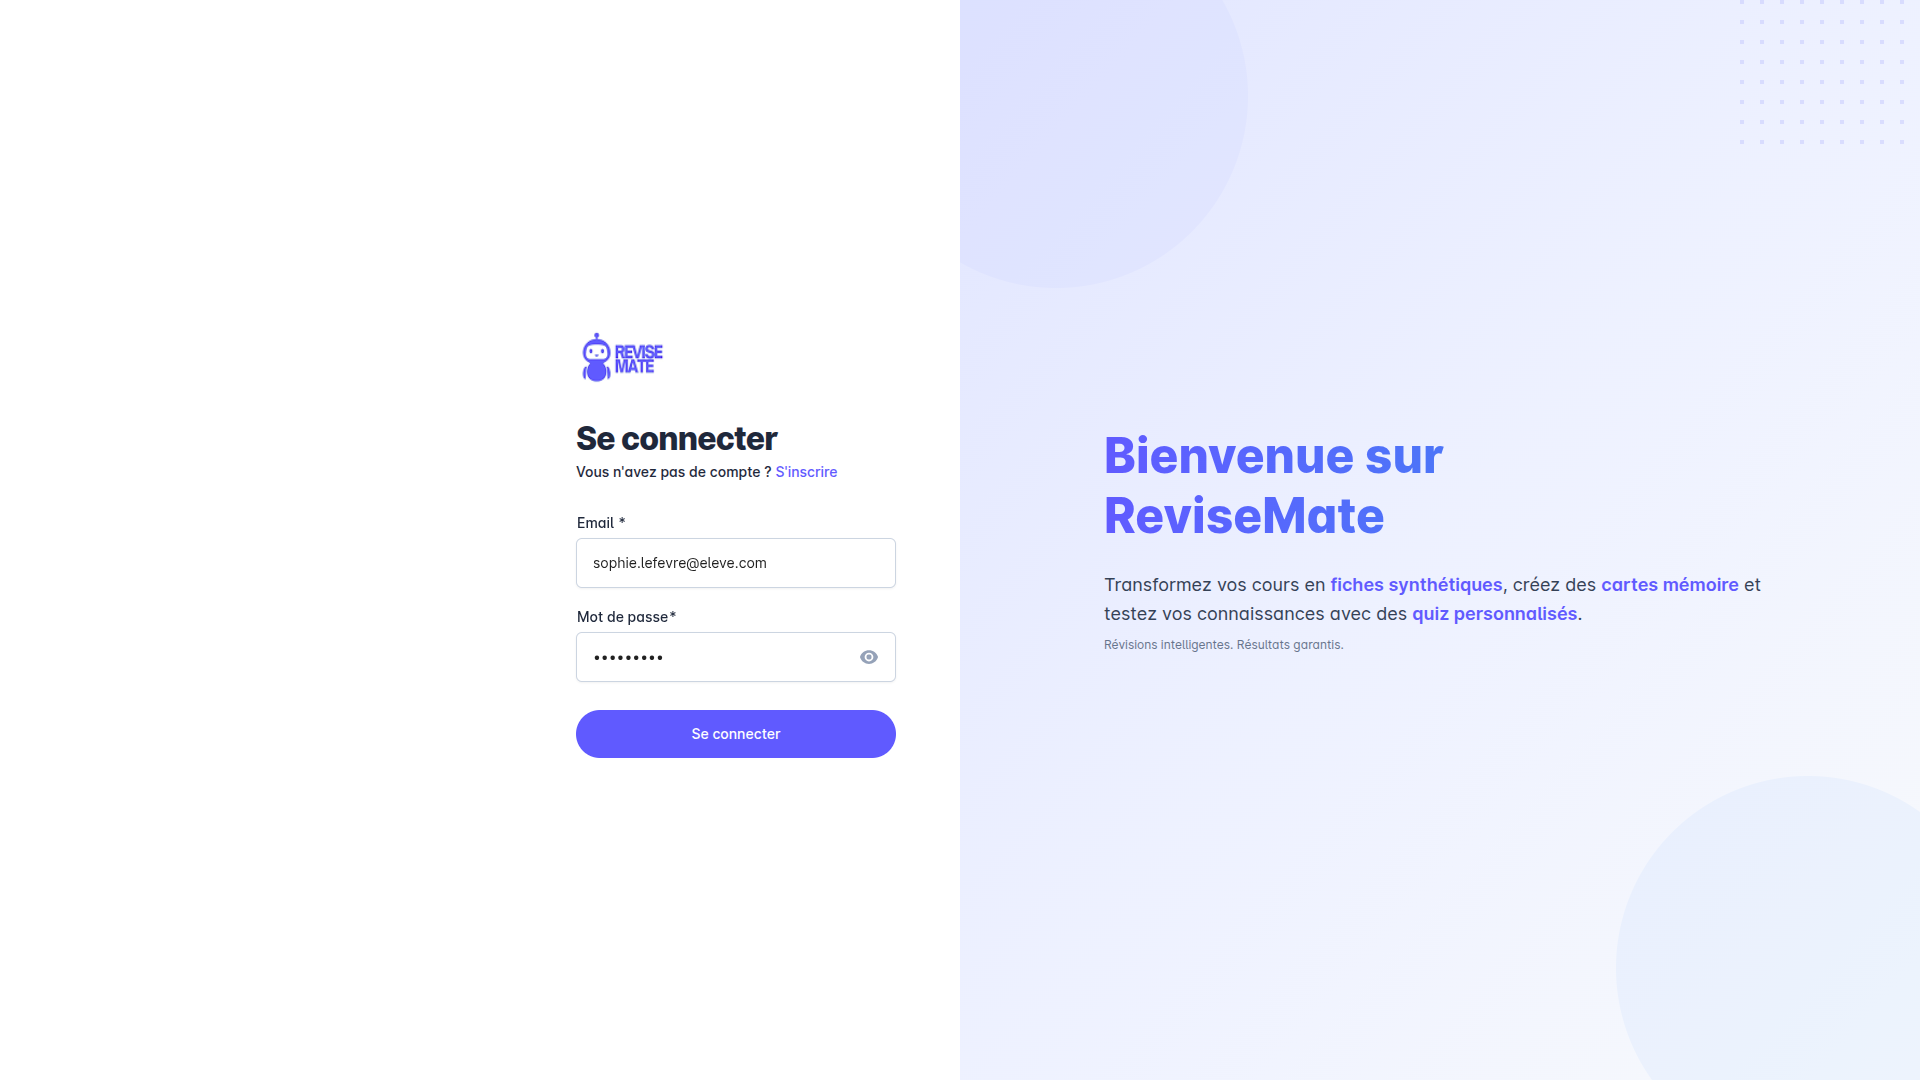 REVISE
MATE
Se connecter
Vous n'avez pas de compte ? S'inscrire
Email *
sophie.lefevre@eleve.com
Mot de passe*
•••••••••
Se connecter
Bienvenue sur
ReviseMate
Transformez vos cours en fiches synthétiques, créez des cartes mémoire et
testez vos connaissances avec des quiz personnalisés.
Révisions intelligentes. Résultats garantis.